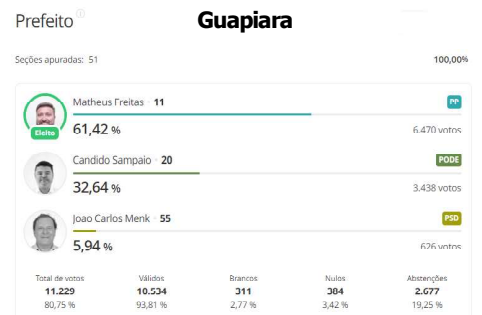 Prefeito
Guapiara
Seções apuradas: 51
100,00%
Matheus Freitas · 11
PP
Eleito
61,42 %
6.470 votos
Candido Sampaio · 20
PODE
32,64 %
3.438 votos
Joao Carlos Menk · 55
PSD
5,94 %
626 votos
Total de votos Válidos Brancos Nulos Abstenções
11.229 10.534 311 384 2.677
80,75 % 93,81 % 2,77 % 3,42 % 19,25 %